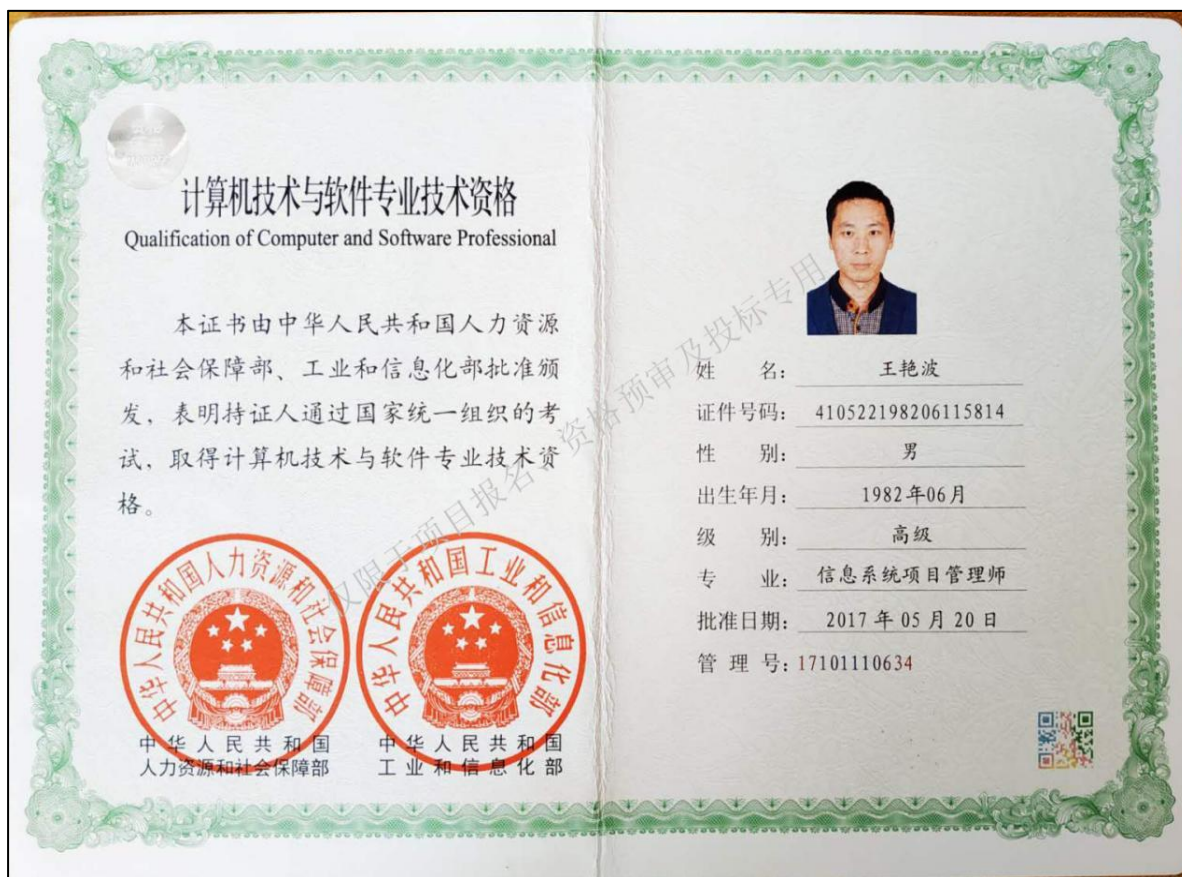 计算机技术与软件专业技术资格
Qualification of Computer and Software Professional
本证书由中华人民共和国人力资源
和社会保障部、工业和信息化部批准颁
发，表明持证人通过国家统一组织的考
试，取得计算机技术与软件专业技术资
格。
中华人民共和国人力资源和社会保障部
中华人民共和国工业和信息化部
中华人民共和国
人力资源和社会保障部
中华人民共和国
工业和信息化部
姓 名： 王艳波
证件号码： 410522198206115814
性 别： 男
出生年月： 1982年06月
级 别： 高级
专 业： 信息系统项目管理师
批准日期： 2017 年 05 月 20 日
管 理 号：17101110634
仅限于项目报名、资格预审及投标专用